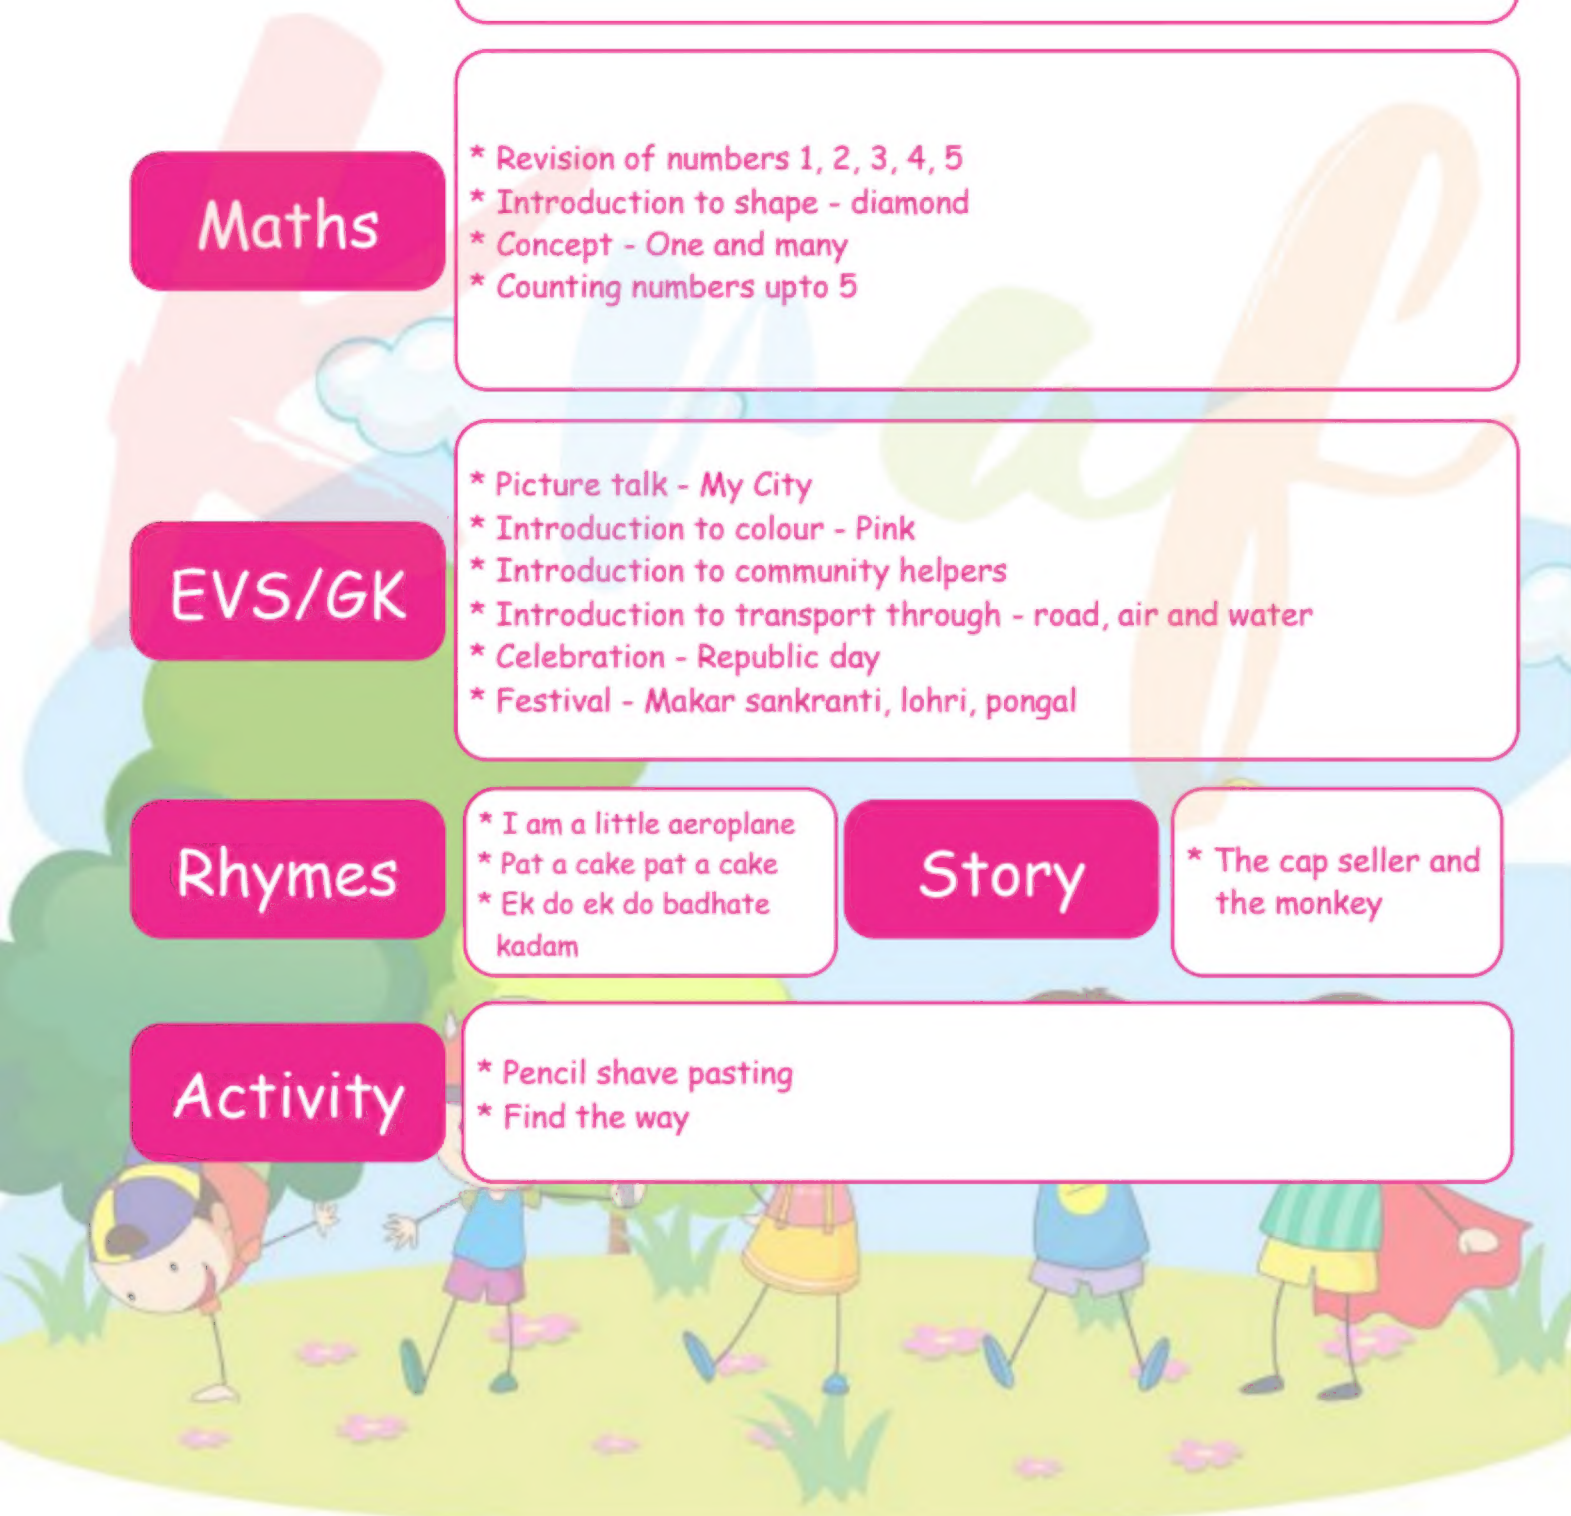 Maths
* Revision of numbers 1, 2, 3, 4, 5
* Introduction to shape - diamond
* Concept - One and many
* Counting numbers upto 5
EVS/GK
* Picture talk - My City
* Introduction to colour - Pink
* Introduction to community helpers
* Introduction to transport through - road, air and water
* Celebration - Republic day
* Festival - Makar sankranti, lohri, pongal
Rhymes
* I am a little aeroplane
* Pat a cake pat a cake
* Ek do ek do badhate
kadam
Story
* The cap seller and
the monkey
Activity
* Pencil shave pasting
* Find the way